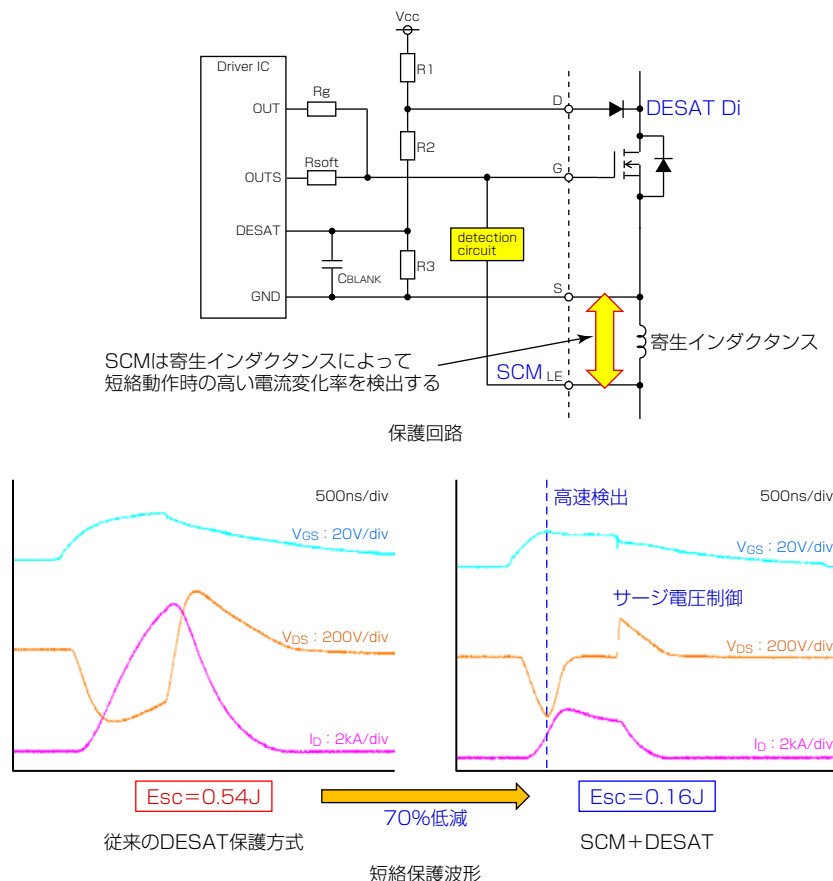 Vcc
Driver IC
R1
Rg
D
DESAT Di
OUT
R2
Rsoft
G
OUTS
DESAT
detection
circuit
CBLANK
R3
GND
S
SCMは寄生インダクタンスによって
短絡動作時の高い電流変化率を検出する
寄生インダクタンス
SCM LE
保護回路
500ns/div
VGS：20V/div
VDS：200V/div
ID：2kA/div
高速検出
500ns/div
VGS：20V/div
サージ電圧制御
VDS：200V/div
ID：2kA/div
Esc＝0.54J
70％低減
Esc＝0.16J
従来のDESAT保護方式
SCM＋DESAT
短絡保護波形